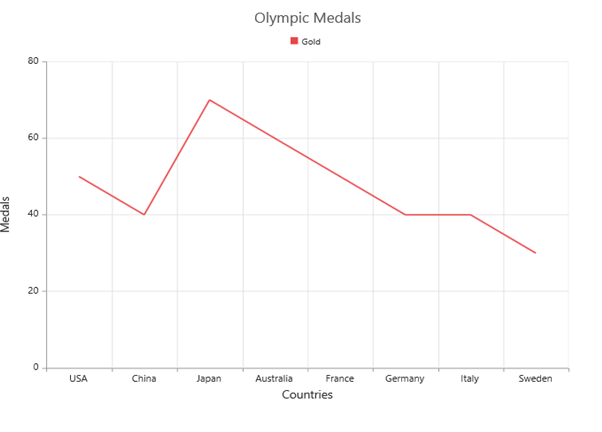 Olympic Medals
Gold
80
60
40
20
0
Medals
USA China Japan Australia France Germany Italy Sweden
Countries